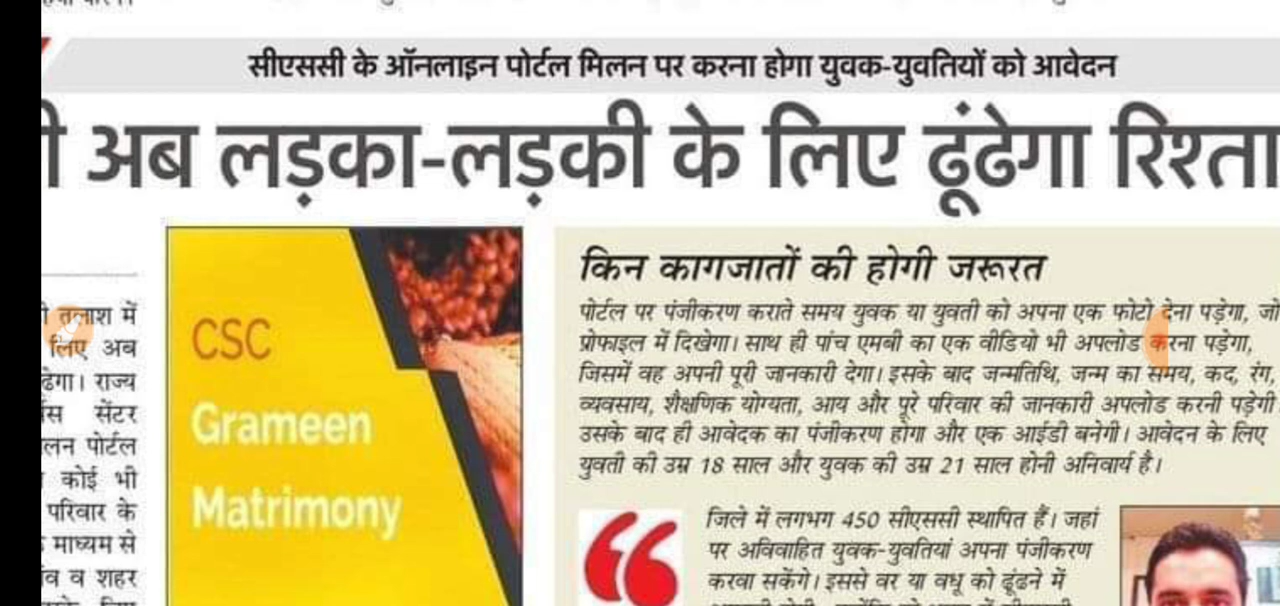 सीएससी के ऑनलाइन पोर्टल मिलन पर करना होगा युवक-युवतियों को आवेदन
अब लड़का-लड़की के लिए ढूंढेगा रिश्ता
तलाश में
लिए अब
राज्य
सेंटर
पोर्टल
कोई भी
परिवार के
माध्यम से
व शहर
CSC
Grameen
Matrimony
किन कागजातों की होगी जरूरत
पोर्टल पर पंजीकरण कराते समय युवक या युवती को अपना एक फोटो देना पड़ेगा, जो
प्रोफाइल में दिखेगा। साथ ही पांच एमबी का एक वीडियो भी अपलोड करना पड़ेगा,
जिसमें वह अपनी पूरी जानकारी देगा। इसके बाद जन्मतिथि, जन्म का समय, कद, रंग,
व्यवसाय, शैक्षणिक योग्यता, आय और पूरे परिवार की जानकारी अपलोड करनी पड़ेगी
उसके बाद ही आवेदक का पंजीकरण होगा और एक आईडी बनेगी। आवेदन के लिए
युवती की उम्र 18 साल और युवक की उम्र 21 साल होनी अनिवार्य है।
जिले में लगभग 450 सीएससी स्थापित हैं। जहां
पर अविवाहित युवक-युवतियां अपना पंजीकरण
करवा सकेंगे। इससे वर या वधू को ढूंढने में